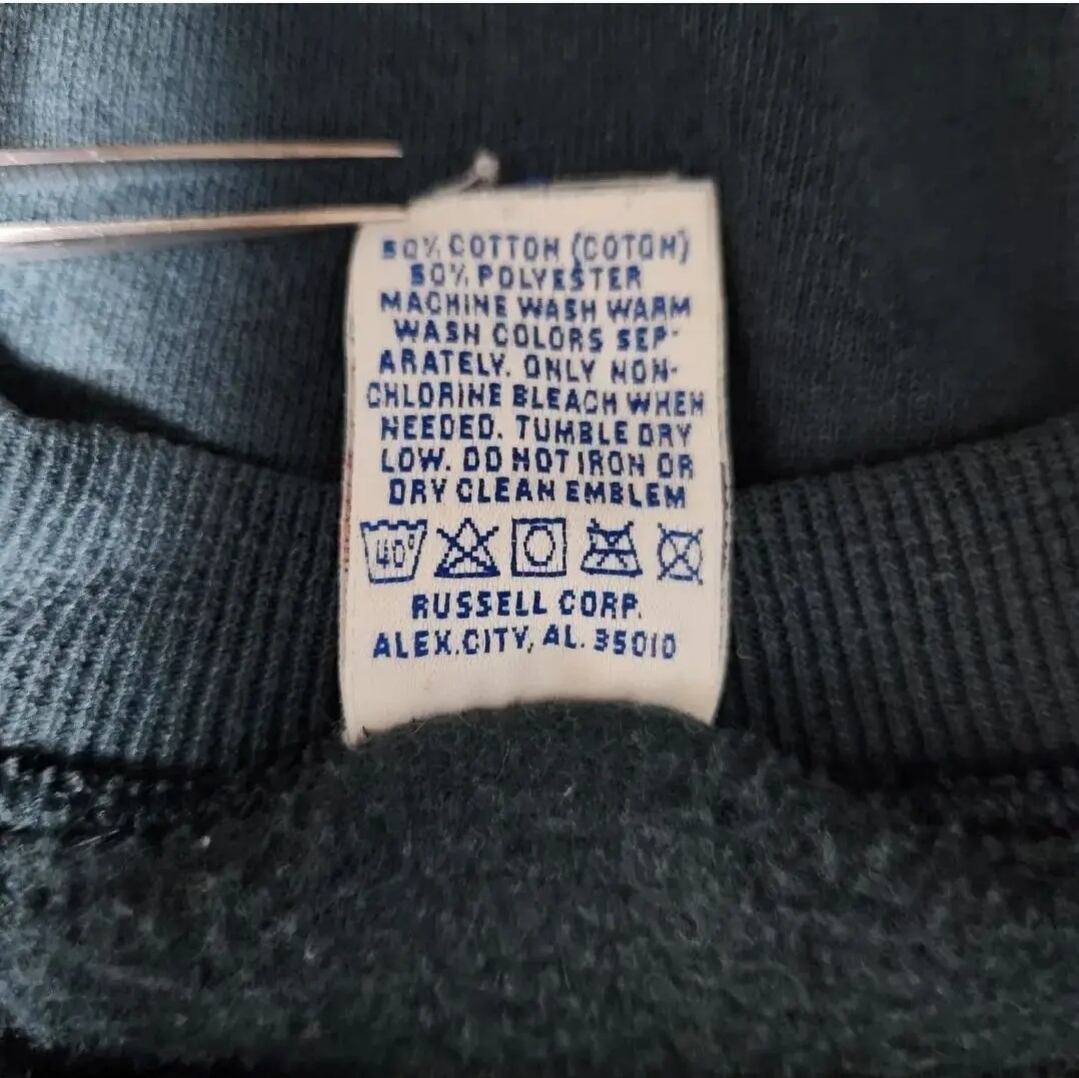 50% COTTON (COTON)
50% POLYESTER
MACHINE WASH WARM
WASH COLORS SEP-
ARATELY. ONLY NON-
CHLORINE BLEACH WHEN
NEEDED. TUMBLE DRY
LOW. DO NOT IRON OR
DRY CLEAN EMBLEM
40°
RUSSELL CORP.
ALEX.CITY, AL. 35010